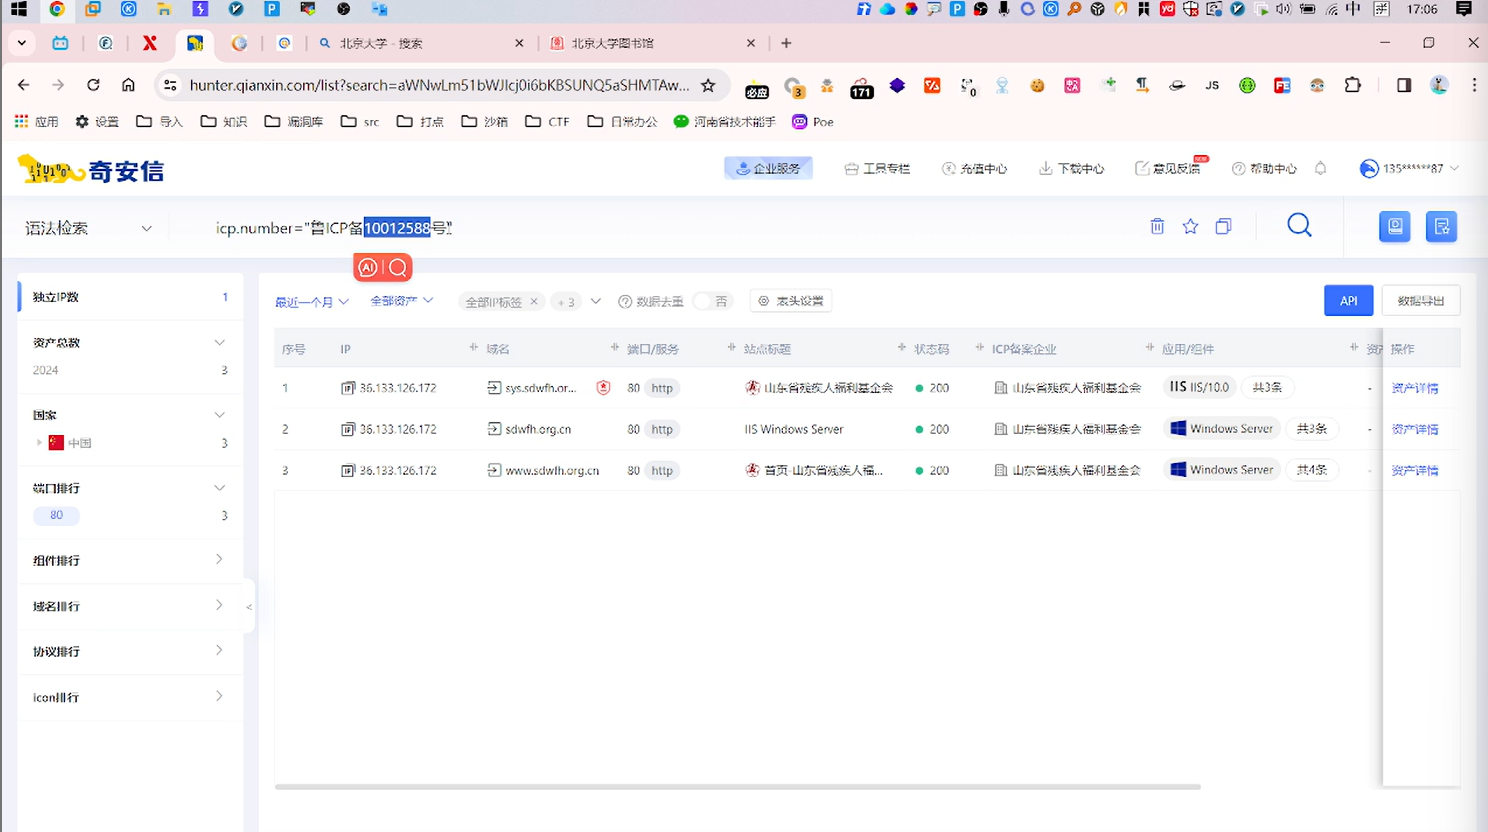 中 拼 17:06
北京大学 - 搜索 北京大学图书馆
hunter.qianxin.com/list?search=aWNwLm51bWJlcj0i6bKBSUNQ5aSHMTAw... 必应 3 171 0 JS
应用 设置 导入 知识 漏洞库 src 打点 沙箱 CTF 日常办公 河南省技术能手 Poe
奇安信 企业服务 工具专栏 充值中心 下载中心 意见反馈 帮助中心 135******87
语法检索 icp.number="鲁ICP备10012588号"
AI
独立IP数 1
资产总数
2024 3
国家
中国 3
端口排行
80 3
组件排行
域名排行
协议排行
icon排行
最近一个月 全部资产 全部IP标签 × + 3 数据去重 否 表头设置 API 数据导出
序号 IP 域名 端口/服务 站点标题 状态码 ICP备案企业 应用/组件 资产 操作
1 36.133.126.172 sys.sdwfh.or... 80 http 山东省残疾人福利基金会 200 山东省残疾人福利基金会 IIS IIS/10.0 共3条 - 资产详情
2 36.133.126.172 sdwfh.org.cn 80 http IIS Windows Server 200 山东省残疾人福利基金会 Windows Server 共3条 - 资产详情
3 36.133.126.172 www.sdwfh.org.cn 80 http 首页-山东省残疾人福... 200 山东省残疾人福利基金会 Windows Server 共4条 - 资产详情